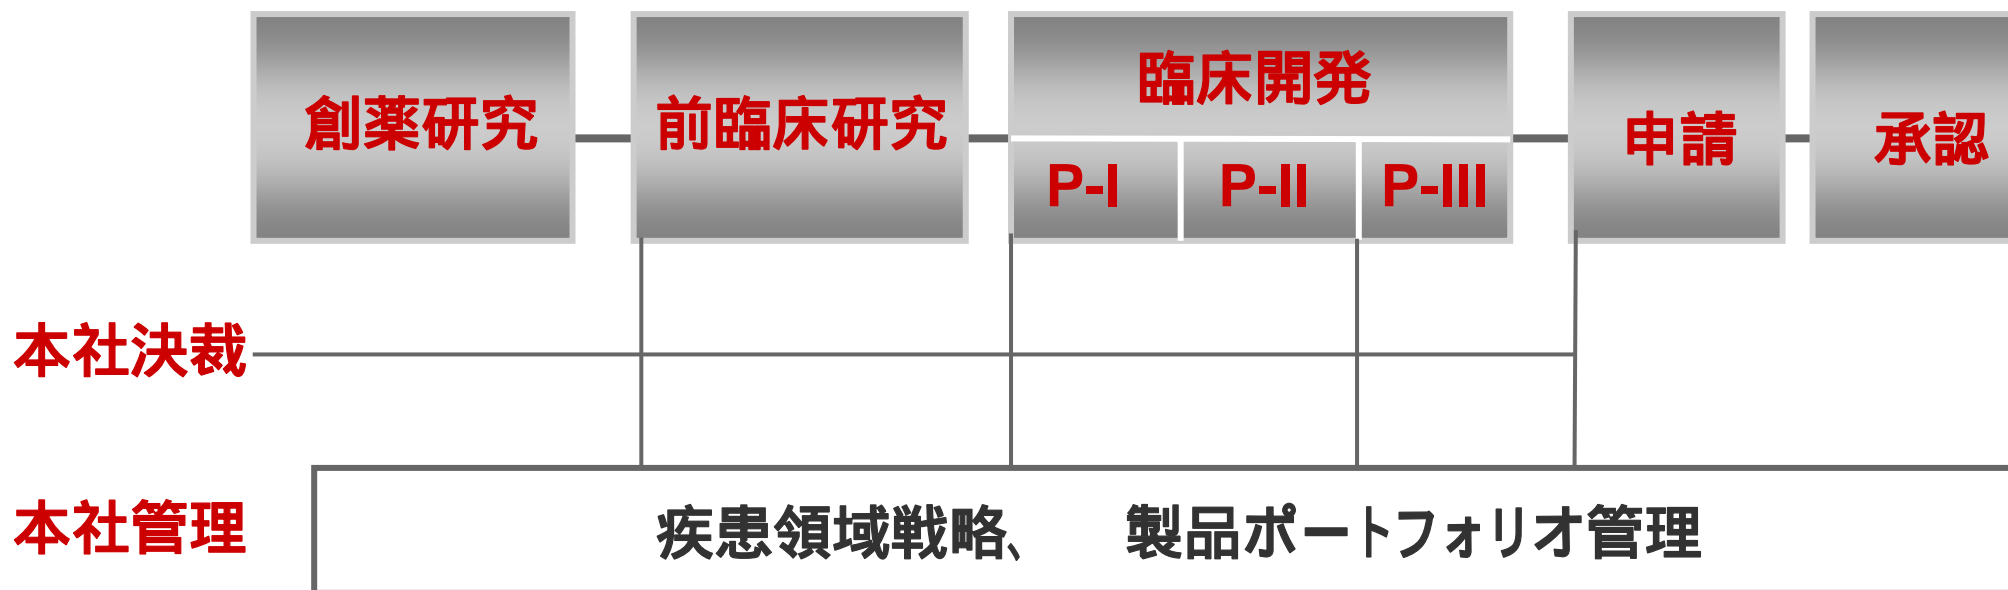 創薬研究
前臨床研究
臨床開発
P-I
P-II
P-III
申請
承認
本社決裁
本社管理
疾患領域戦略、 製品ポートフォリオ管理